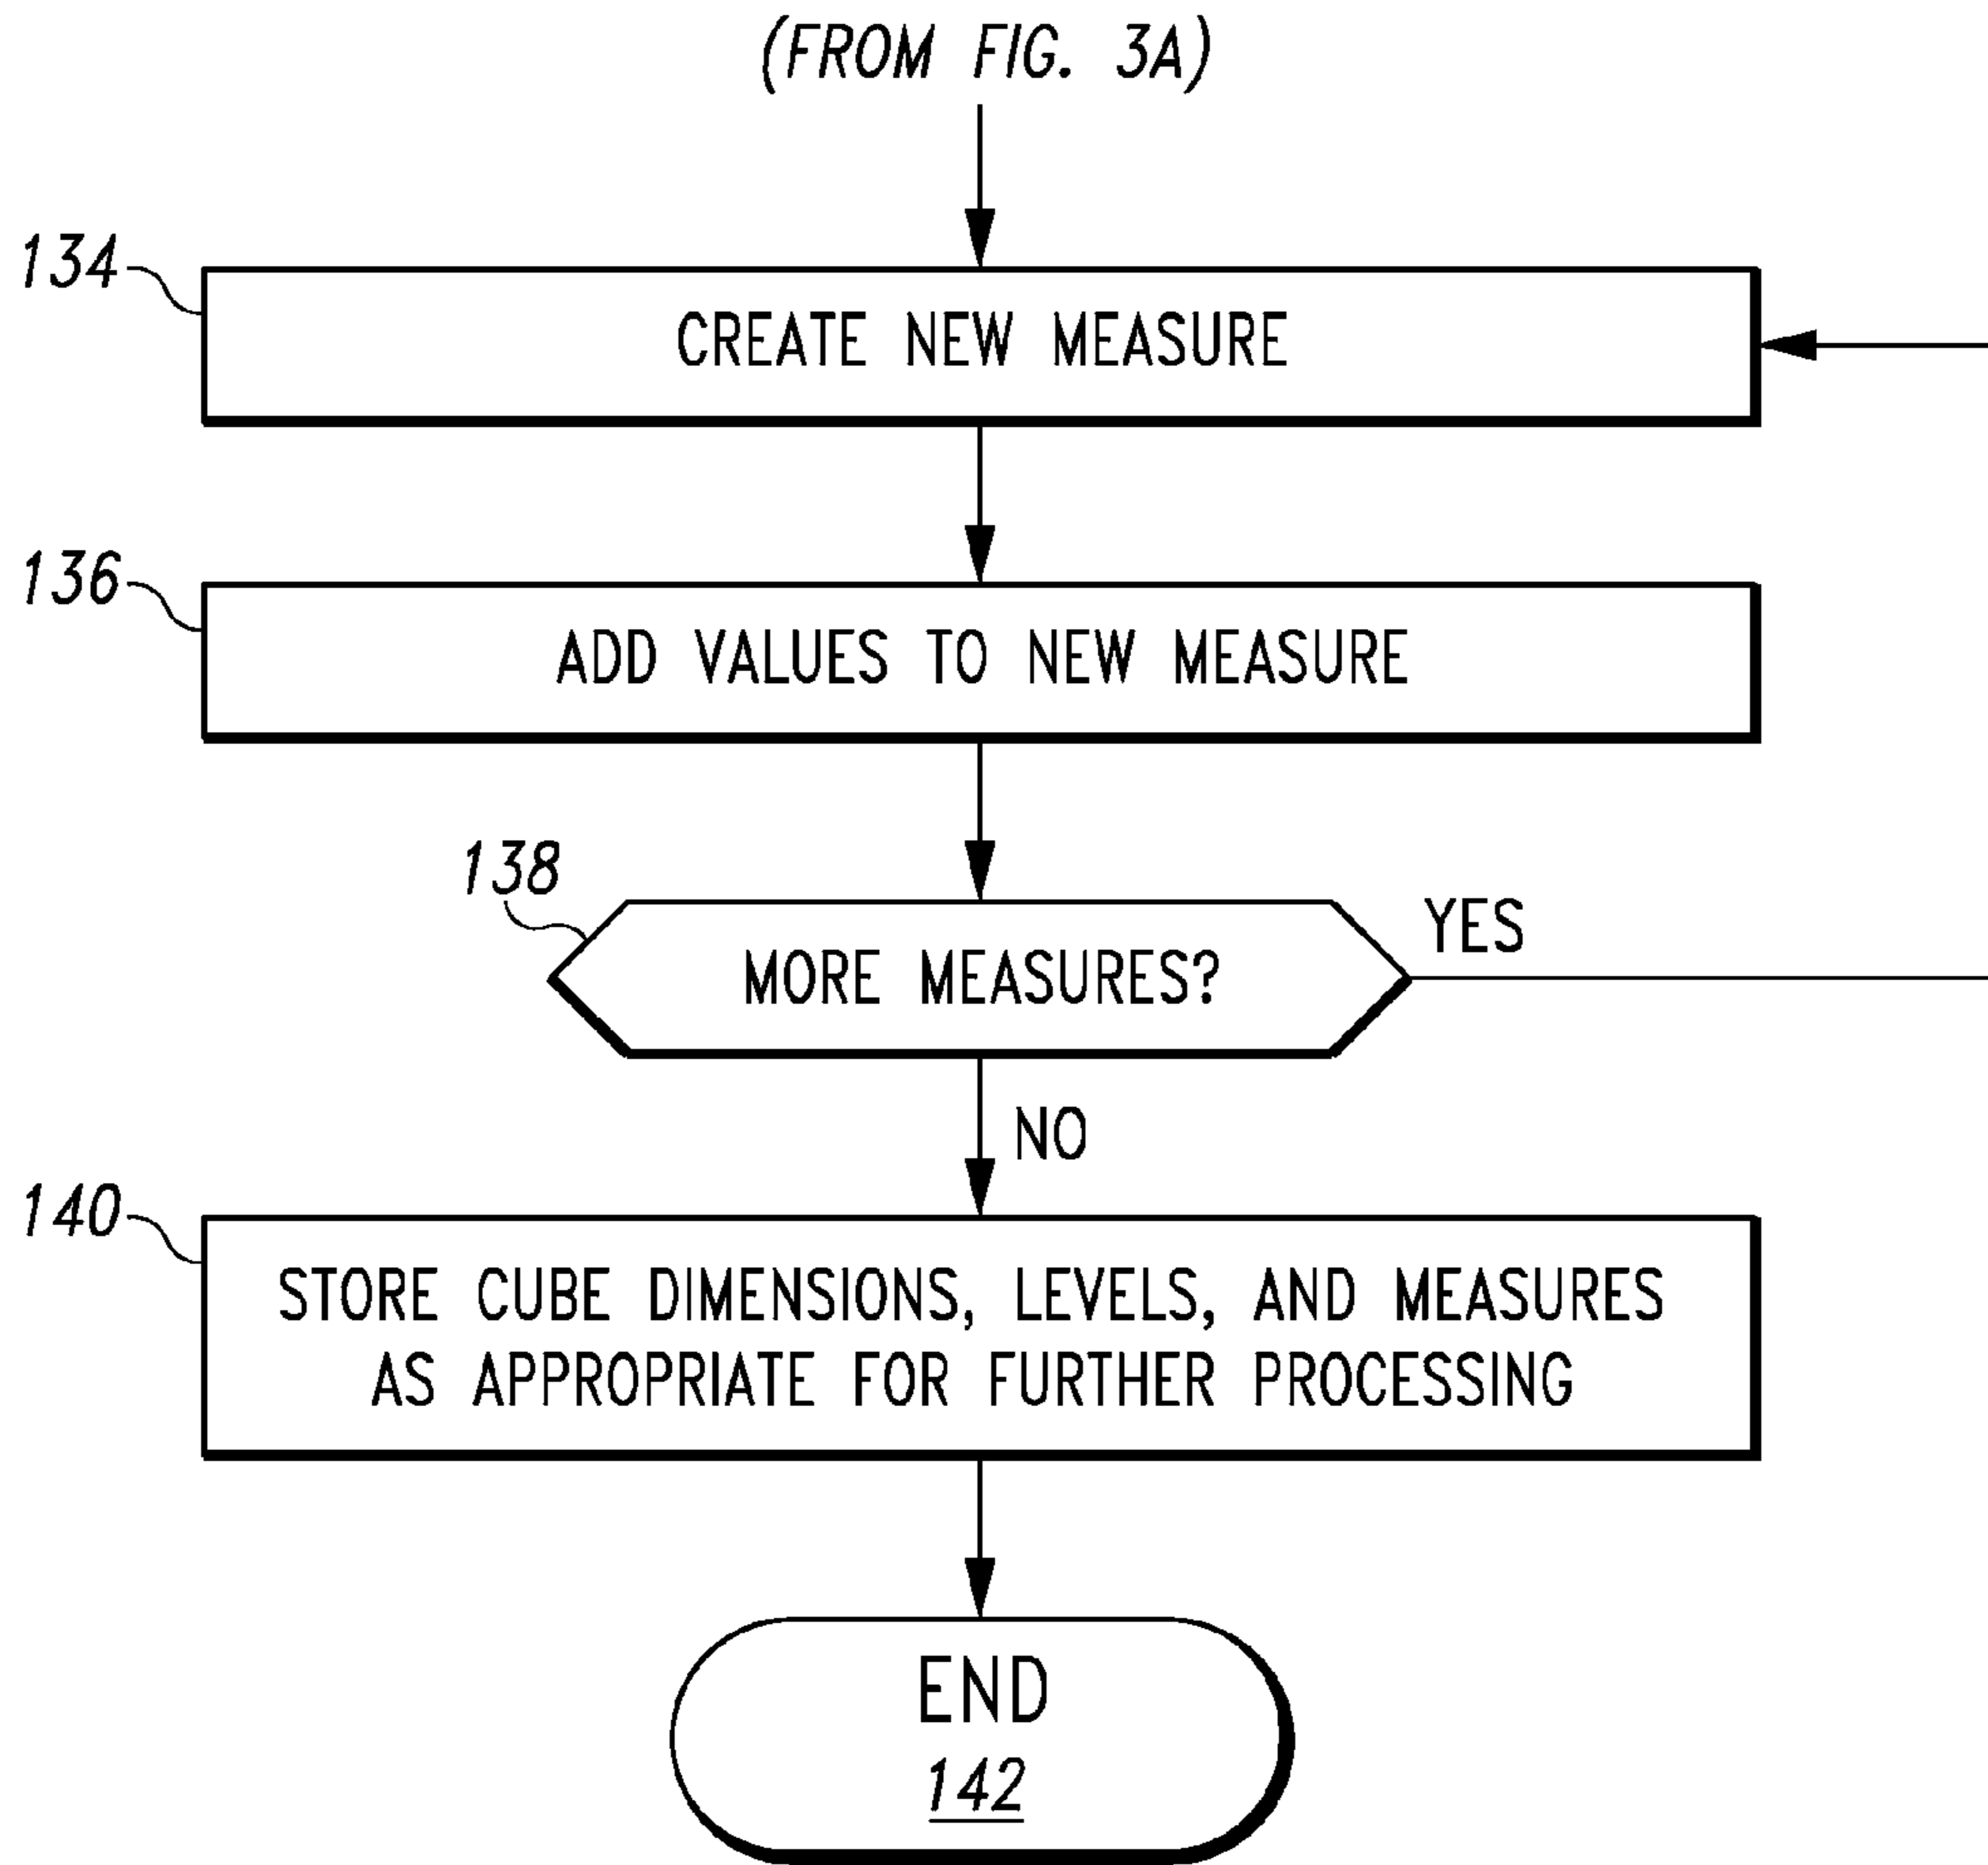 (FROM FIG. 3A)
134
CREATE NEW MEASURE
136
ADD VALUES TO NEW MEASURE
138
MORE MEASURES?
YES
NO
140
STORE CUBE DIMENSIONS, LEVELS, AND MEASURES
AS APPROPRIATE FOR FURTHER PROCESSING
END
142